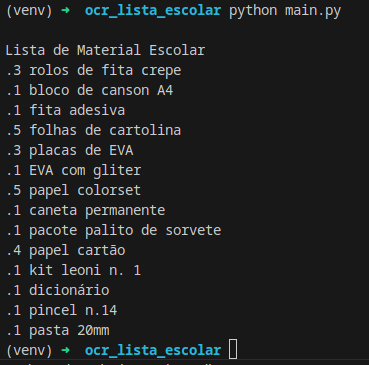 (venv) ➜ ocr_lista_escolar python main.py
Lista de Material Escolar
.3 rolos de fita crepe
.1 bloco de canson A4
.1 fita adesiva
.5 folhas de cartolina
.3 placas de EVA
.1 EVA com gliter
.5 papel colorset
.1 caneta permanente
.1 pacote palito de sorvete
.4 papel cartão
.1 kit leoni n. 1
.1 dicionário
.1 pincel n.14
.1 pasta 20mm
(venv) ➜ ocr_lista_escolar